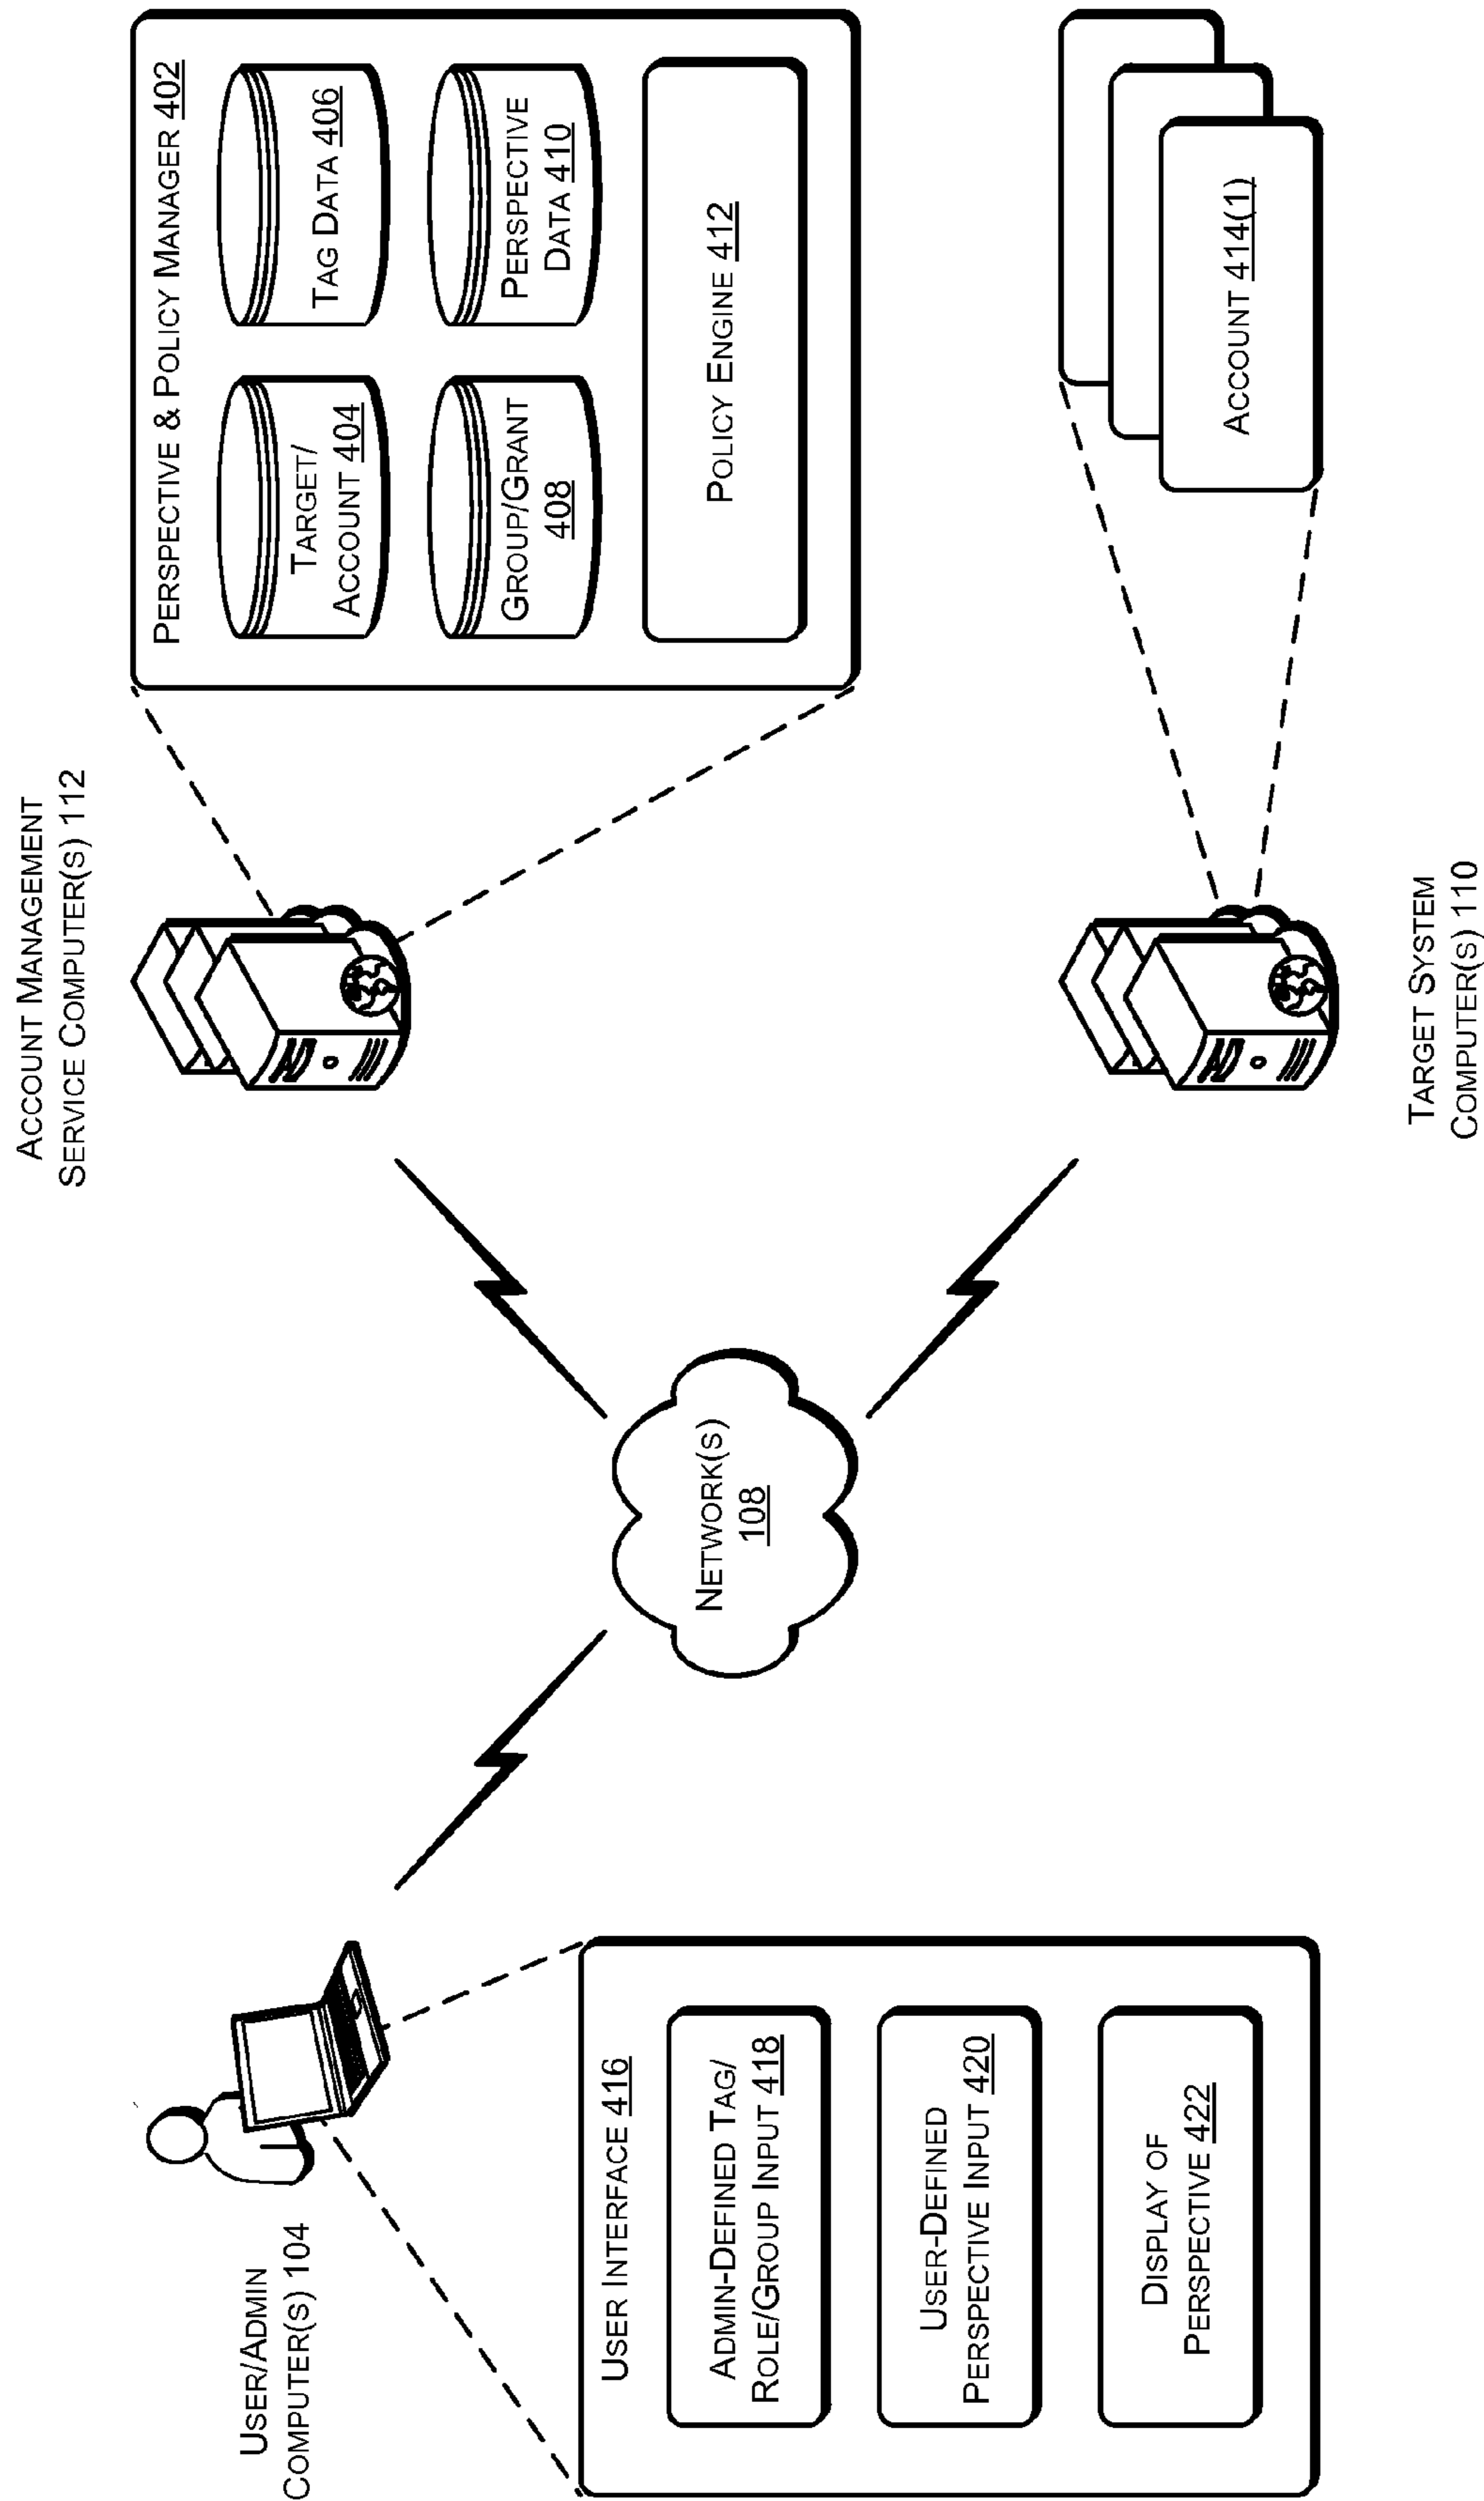 USER/ADMIN
COMPUTER(S) 104
USER INTERFACE 416
ADMIN-DEFINED TAG/
ROLE/GROUP INPUT 418
USER-DEFINED
PERSPECTIVE INPUT 420
DISPLAY OF
PERSPECTIVE 422
NETWORK(S)
108
ACCOUNT MANAGEMENT
SERVICE COMPUTER(S) 112
PERSPECTIVE & POLICY MANAGER 402
TARGET/
ACCOUNT 404
TAG DATA 406
GROUP/GRANT
408
PERSPECTIVE
DATA 410
POLICY ENGINE 412
TARGET SYSTEM
COMPUTER(S) 110
ACCOUNT 414(1)